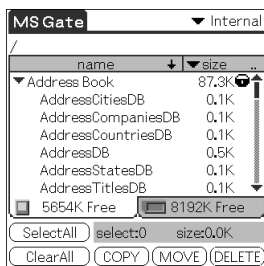 MS Gate Internal
/
name size ..
Address Book 87.3K
AddressCitiesDB 0.1K
AddressCompaniesDB 0.1K
AddressCountriesDB 0.1K
AddressDB 0.5K
AddressStatesDB 0.1K
AddressTitlesDB 0.1K
5654K Free 8192K Free
SelectAll select:0 size:0.0K
ClearAll COPY MOVE DELETE